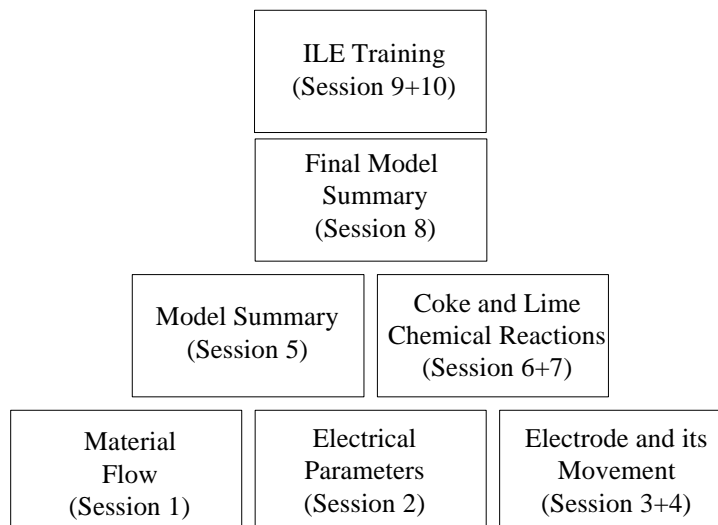 ILE Training
(Session 9+10)
Final Model
Summary
(Session 8)
Model Summary
(Session 5)
Coke and Lime
Chemical Reactions
(Session 6+7)
Material
Flow
(Session 1)
Electrical
Parameters
(Session 2)
Electrode and its
Movement
(Session 3+4)